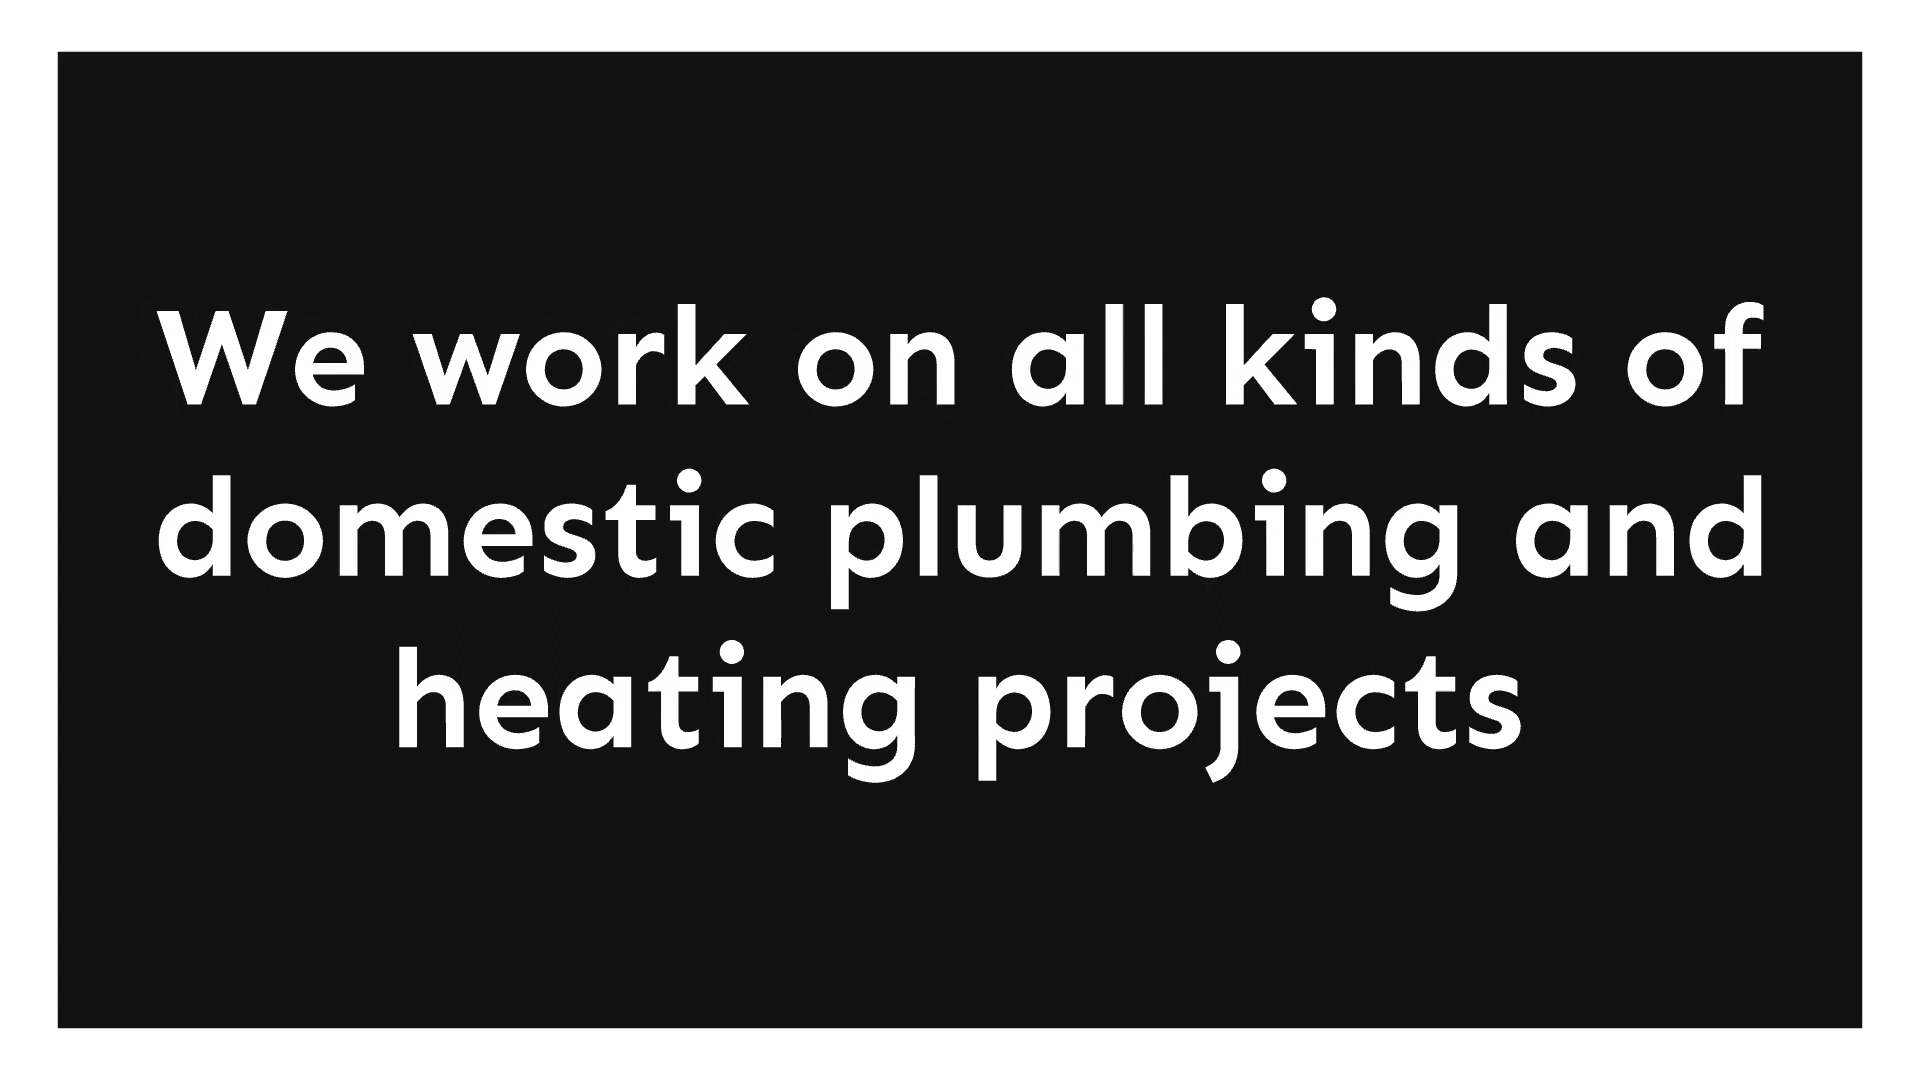 We work on all kinds of
domestic plumbing and
heating projects